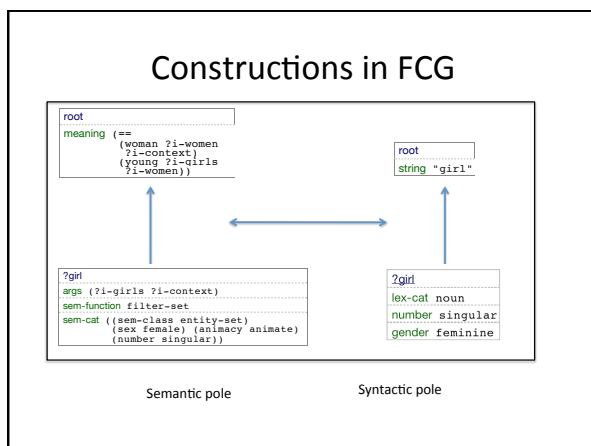 Constructions in FCG
root
meaning (==
(woman ?i-women
?i-context)
(young ?i-girls
?i-women))
root
string "girl"
?girl
args (?i-girls ?i-context)
sem-function filter-set
sem-cat ((sem-class entity-set)
(sex female) (animacy animate)
(number singular))
?girl
lex-cat noun
number singular
gender feminine
Semantic pole
Syntactic pole